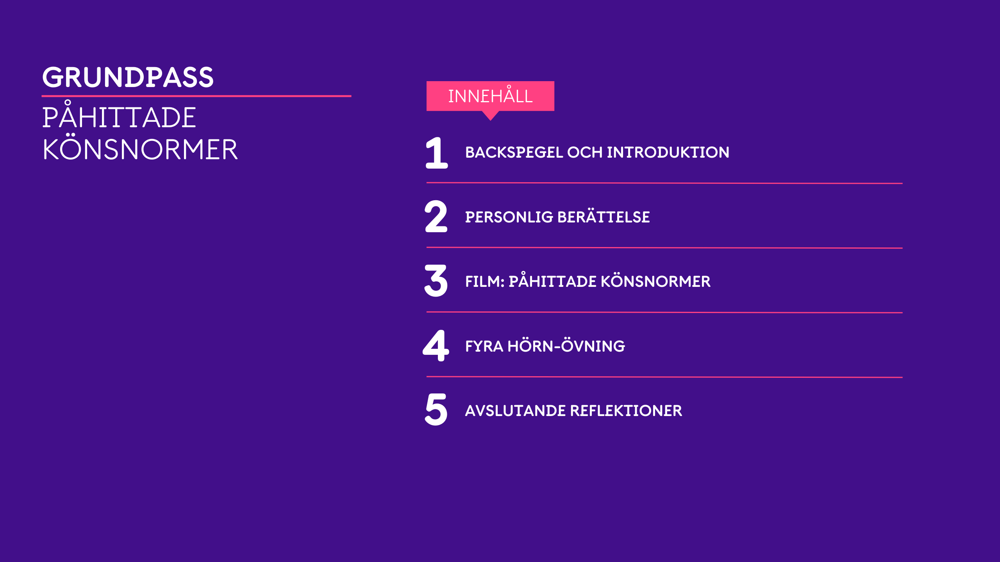 GRUNDPASS
PÅHITTADE
KÖNSNORMER
INNEHÅLL
1 BACKSPEGEL OCH INTRODUKTION
2 PERSONLIG BERÄTTELSE
3 FILM: PÅHITTADE KÖNSNORMER
4 FYRA HÖRN-ÖVNING
5 AVSLUTANDE REFLEKTIONER